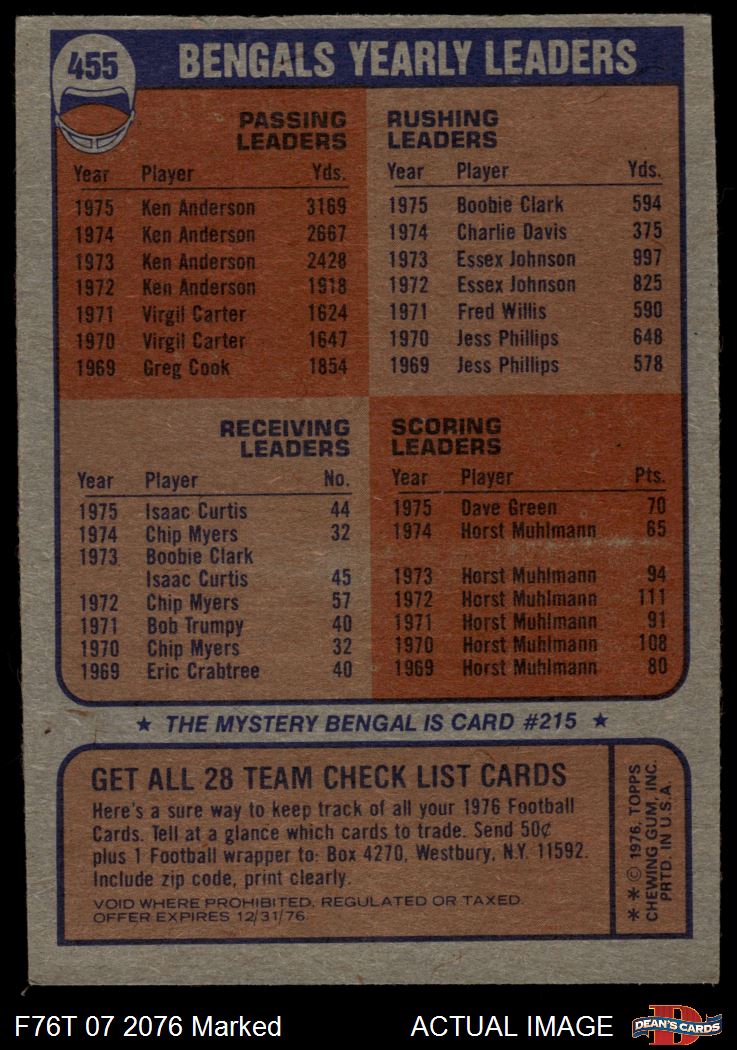 455
BENGALS YEARLY LEADERS
PASSING
LEADERS
Year Player Yds.
1975 Ken Anderson 3169
1974 Ken Anderson 2667
1973 Ken Anderson 2428
1972 Ken Anderson 1918
1971 Virgil Carter 1624
1970 Virgil Carter 1647
1969 Greg Cook 1854
RUSHING
LEADERS
Year Player Yds.
1975 Boobie Clark 594
1974 Charlie Davis 375
1973 Essex Johnson 997
1972 Essex Johnson 825
1971 Fred Willis 590
1970 Jess Phillips 648
1969 Jess Phillips 578
RECEIVING
LEADERS
Year Player No.
1975 Isaac Curtis 44
1974 Chip Myers 32
1973 Boobie Clark
Isaac Curtis 45
1972 Chip Myers 57
1971 Bob Trumpy 40
1970 Chip Myers 32
1969 Eric Crabtree 40
SCORING
LEADERS
Year Player Pts.
1975 Dave Green 70
1974 Horst Muhlmann 65
1973 Horst Muhlmann 94
1972 Horst Muhlmann 111
1971 Horst Muhlmann 91
1970 Horst Muhlmann 108
1969 Horst Muhlmann 80
★ THE MYSTERY BENGAL IS CARD #215 ★
GET ALL 28 TEAM CHECK LIST CARDS
Here's a sure way to keep track of all your 1976 Football
Cards. Tell at a glance which cards to trade. Send 50¢
plus 1 Football wrapper to: Box 4270, Westbury, N.Y. 11592.
Include zip code, print clearly.
VOID WHERE PROHIBITED, REGULATED OR TAXED.
OFFER EXPIRES 12/31/76.
* * © 1976, TOPPS
CHEWING GUM, INC.
PRTD. IN U.S.A.
F76T 07 2076 Marked
ACTUAL IMAGE
D
DEAN'S CARDS